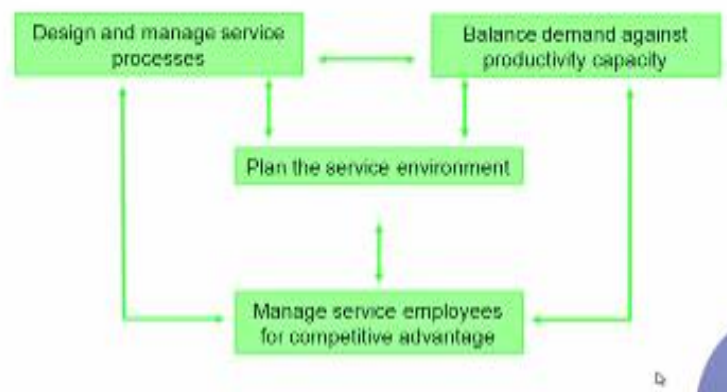 Design and manage service
processes
Balance demand against
productivity capacity
Plan the service environment
Manage service employees
for competitive advantage